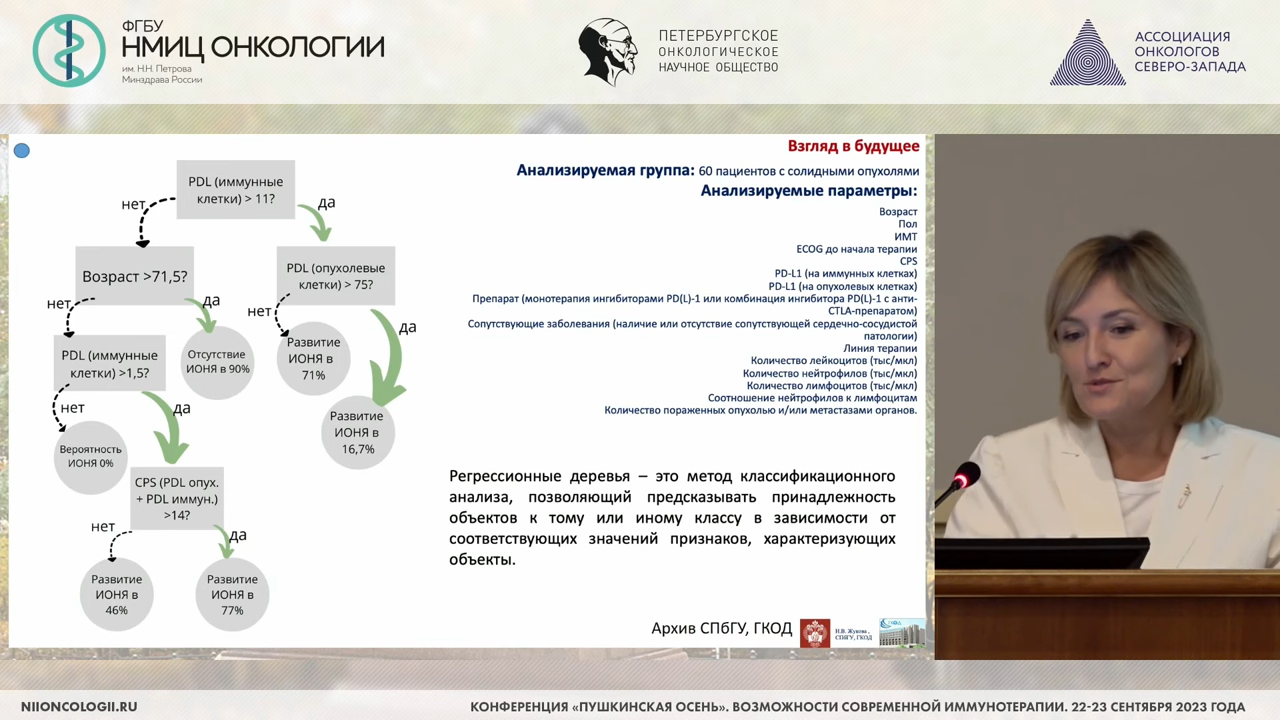 ФГБУ
НМИЦ ОНКОЛОГИИ
им. Н.Н. Петрова
Минздрава России
ПЕТЕРБУРГСКОЕ
ОНКОЛОГИЧЕСКОЕ
НАУЧНОЕ ОБЩЕСТВО
АССОЦИАЦИЯ
ОНКОЛОГОВ
СЕВЕРО-ЗАПАДА
PDL (иммунные
клетки) > 11?
нет
да
Возраст >71,5?
PDL (опухолевые
клетки) > 75?
нет
да
нет
да
PDL (иммунные
клетки) >1,5?
Отсутствие
ИОНЯ в 90%
Развитие
ИОНЯ в
71%
Развитие
ИОНЯ в
16,7%
нет
да
Вероятность
ИОНЯ 0%
CPS (PDL опух.
+ PDL иммун.)
>14?
нет
да
Развитие
ИОНЯ в
46%
Развитие
ИОНЯ в
77%
Взгляд в будущее
Анализируемая группа: 60 пациентов с солидными опухолями
Анализируемые параметры:
Возраст
Пол
ИМТ
ECOG до начала терапии
CPS
PD-L1 (на иммунных клетках)
PD-L1 (на опухолевых клетках)
Препарат (монотерапия ингибиторами PD(L)-1 или комбинация ингибитора PD(L)-1 с анти-
CTLA-препаратом)
Сопутствующие заболевания (наличие или отсутствие сопутствующей сердечно-сосудистой
патологии)
Линия терапии
Количество лейкоцитов (тыс/мкл)
Количество нейтрофилов (тыс/мкл)
Количество лимфоцитов (тыс/мкл)
Соотношение нейтрофилов к лимфоцитам
Количество пораженных опухолью и/или метастазами органов.
Регрессионные деревья – это метод классификационного
анализа, позволяющий предсказывать принадлежность
объектов к тому или иному классу в зависимости от
соответствующих значений признаков, характеризующих
объекты.
Архив СПбГУ, ГКОД
Н.В. Жукова,
СПбГУ, ГКОД
NIIONCOLOGII.RU
КОНФЕРЕНЦИЯ «ПУШКИНСКАЯ ОСЕНЬ». ВОЗМОЖНОСТИ СОВРЕМЕННОЙ ИММУНОТЕРАПИИ. 22-23 СЕНТЯБРЯ 2023 ГОДА